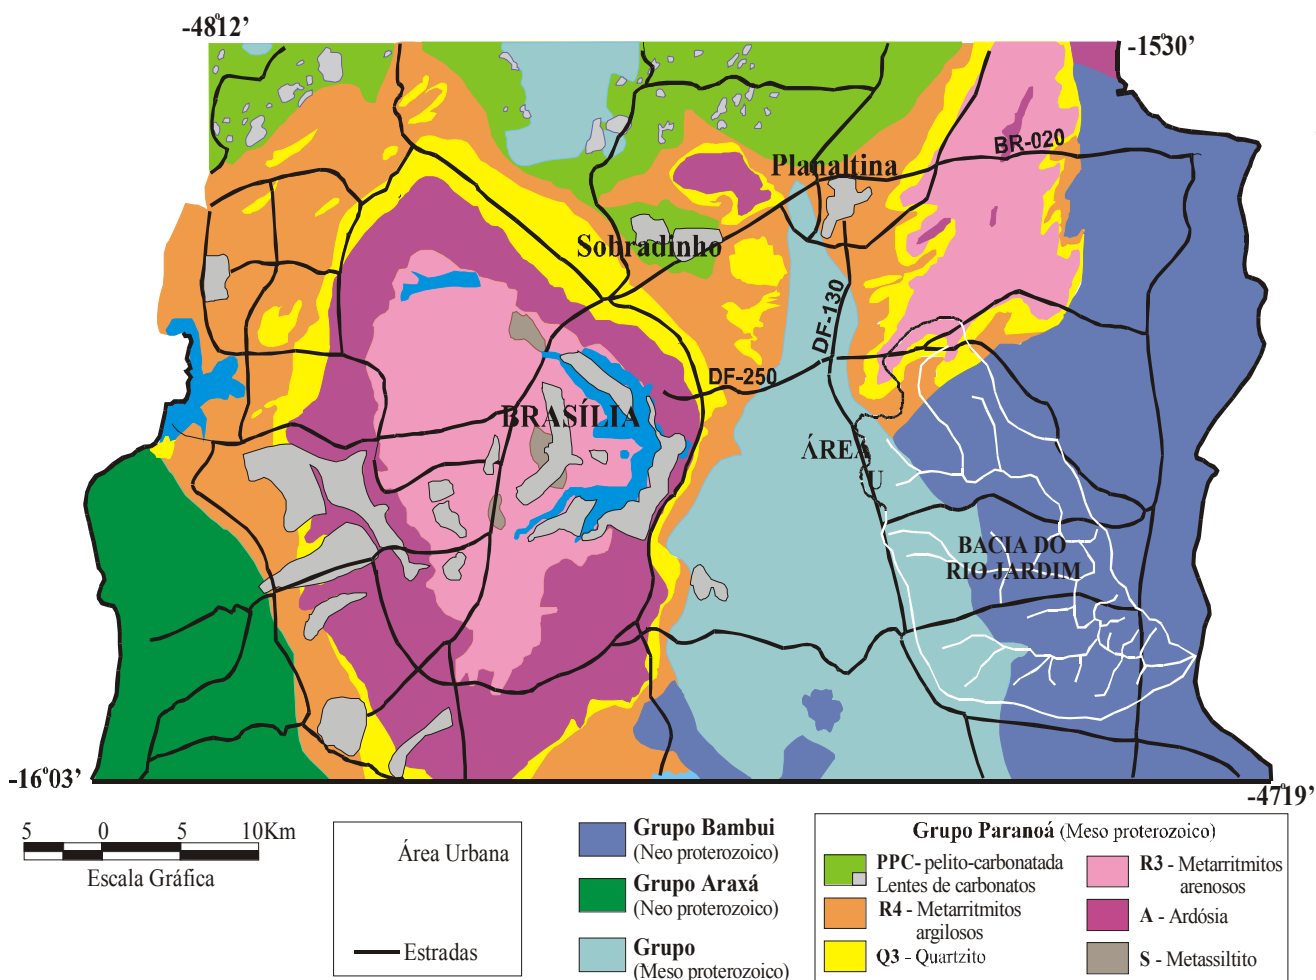 -48°12'
-15°30'
BR-020
Planaltina
Sobradinho
DF-130
DF-250
BRASÍLIA
ÁREA
U
BACIA DO
RIO JARDIM
-16°03'
-47°19'
5 0 5 10Km
Escala Gráfica
Área Urbana
Estradas
Grupo Bambui
(Neo proterozoico)
Grupo Araxá
(Neo proterozoico)
Grupo
(Meso proterozoico)
Grupo Paranoá (Meso proterozoico)
PPC- pelito-carbonatada
Lentes de carbonatos
R4 - Metarritmitos
argilosos
Q3 - Quartzito
R3 - Metarritmitos
arenosos
A - Ardósia
S - Metassiltito